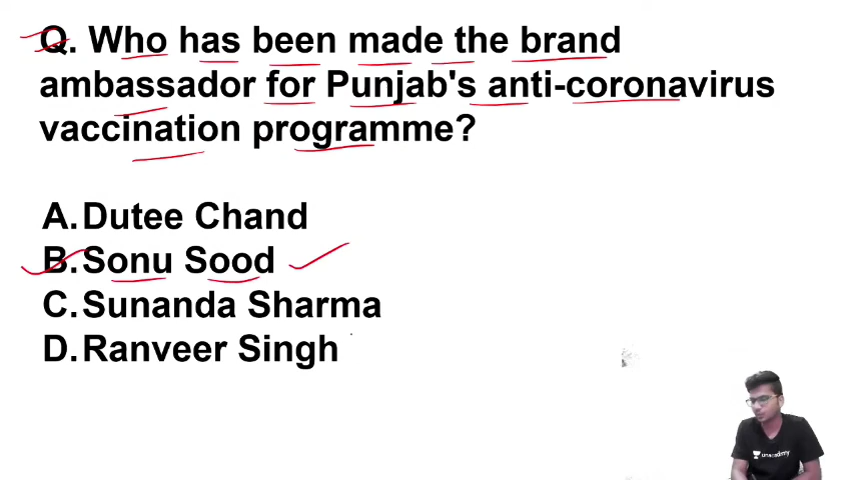 Q. Who has been made the brand
ambassador for Punjab's anti-coronavirus
vaccination programme?
A. Dutee Chand
B. Sonu Sood
C. Sunanda Sharma
D. Ranveer Singh
unacademy